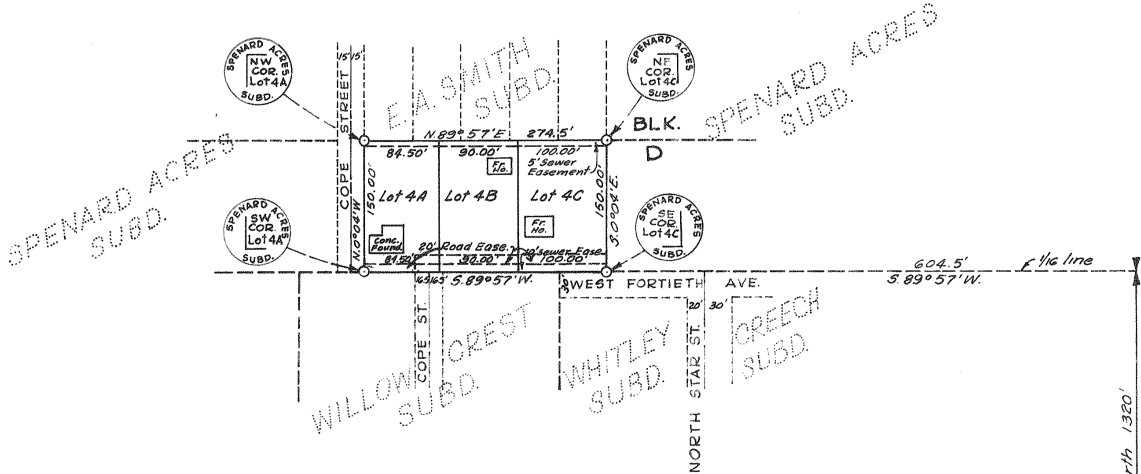 SPENARD ACRES
NW
COR.
Lot 4A
SUBD.
15' 15'
COPE STREET
E. A. SMITH
SUBD.
SPENARD ACRES
NE
COR.
Lot 4C
SUBD.
SPENARD ACRES
SUBD.
BLK.
D
N 89° 57' E 274.5'
84.50' 90.00' 100.00'
Fr.
Ho.
5' Sewer
Easement
150.00'
N. 0° 04' W
Lot 4A
Lot 4B
Lot 4C
150.00'
S. 0° 04' E.
SPENARD ACRES
SUBD.
SPENARD ACRES
SW
COR.
Lot 4A
SUBD.
Conc.
Found.
Fr.
Ho.
20' Road Ease.
10' Sewer Ease.
84.50' 90.00' 100.00'
SPENARD ACRES
SE
COR.
Lot 4C
SUBD.
S. 89° 57' W.
604.5'
1/16 line
S. 89° 57' W.
30'
WEST FORTIETH AVE.
COPE ST.
20' 30'
NORTH STAR ST.
WILLOW CREST
SUBD.
WHITLEY
SUBD.
CREECH
SUBD.
rth 1320'